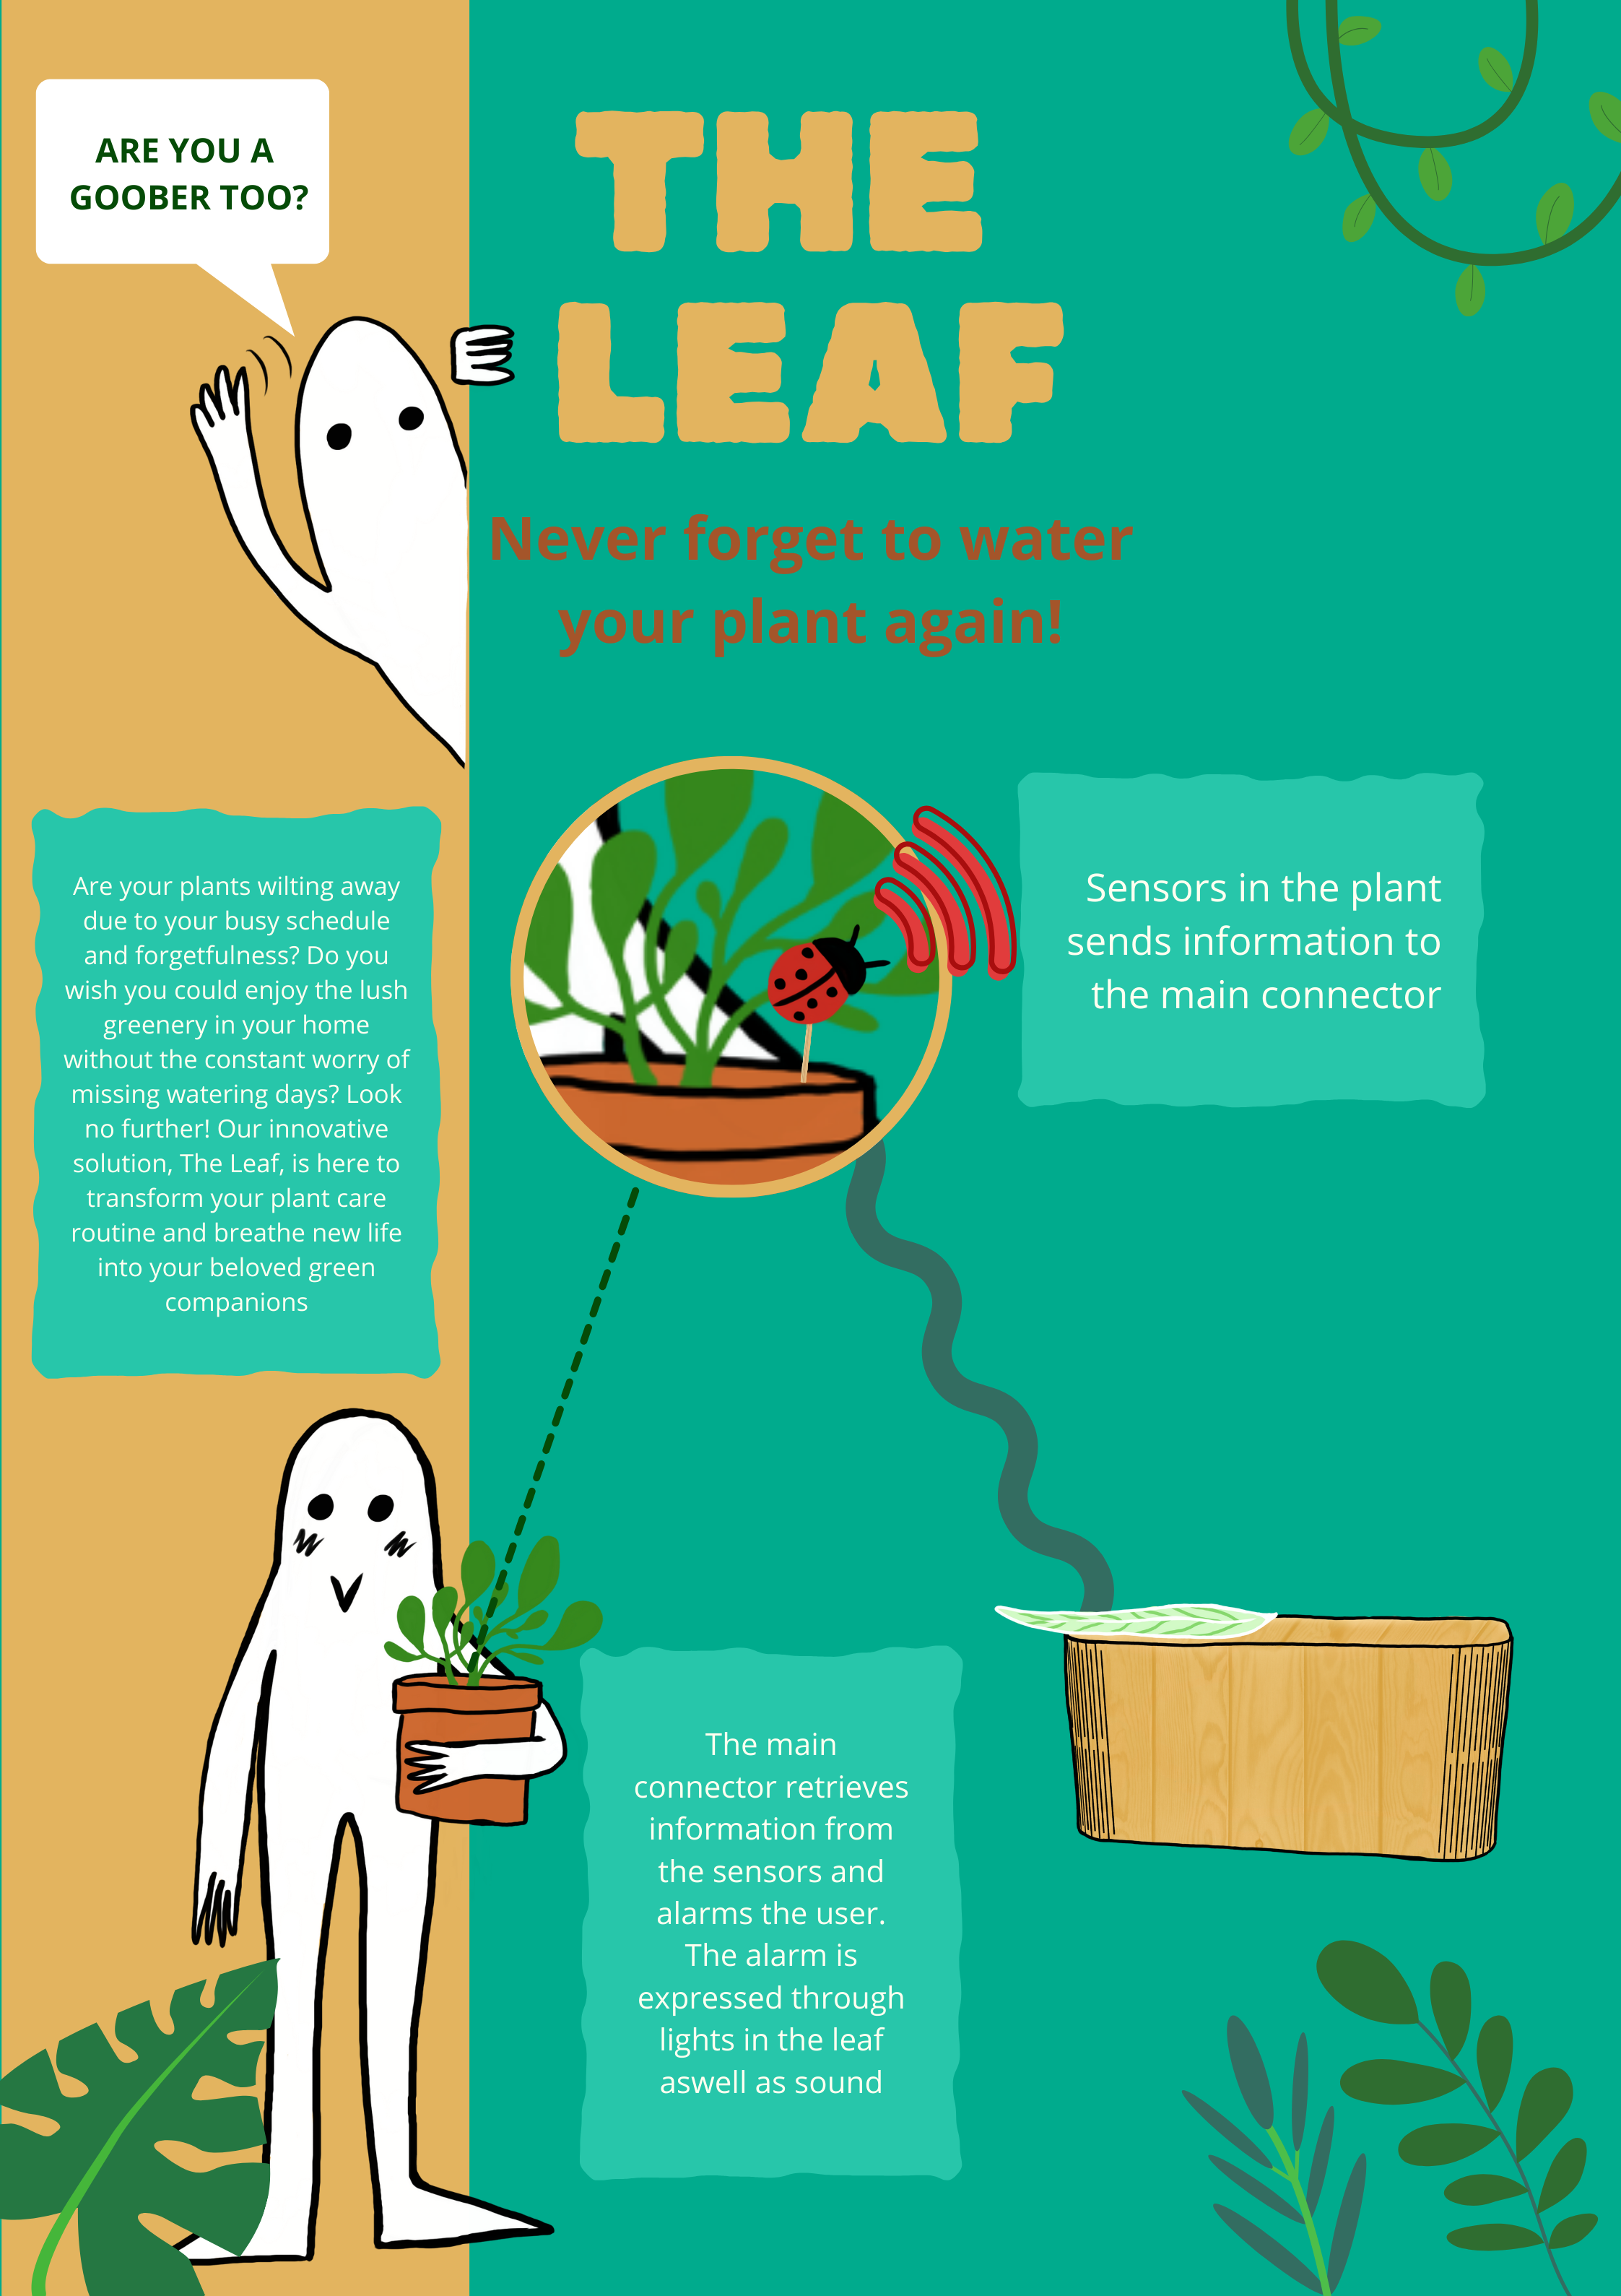 ARE YOU A
GOOBER TOO?
THE
LEAF
Never forget to water
your plant again!
Are your plants wilting away
due to your busy schedule
and forgetfulness? Do you
wish you could enjoy the lush
greenery in your home
without the constant worry of
missing watering days? Look
no further! Our innovative
solution, The Leaf, is here to
transform your plant care
routine and breathe new life
into your beloved green
companions
Sensors in the plant
sends information to
the main connector
The main
connector retrieves
information from
the sensors and
alarms the user.
The alarm is
expressed through
lights in the leaf
aswell as sound